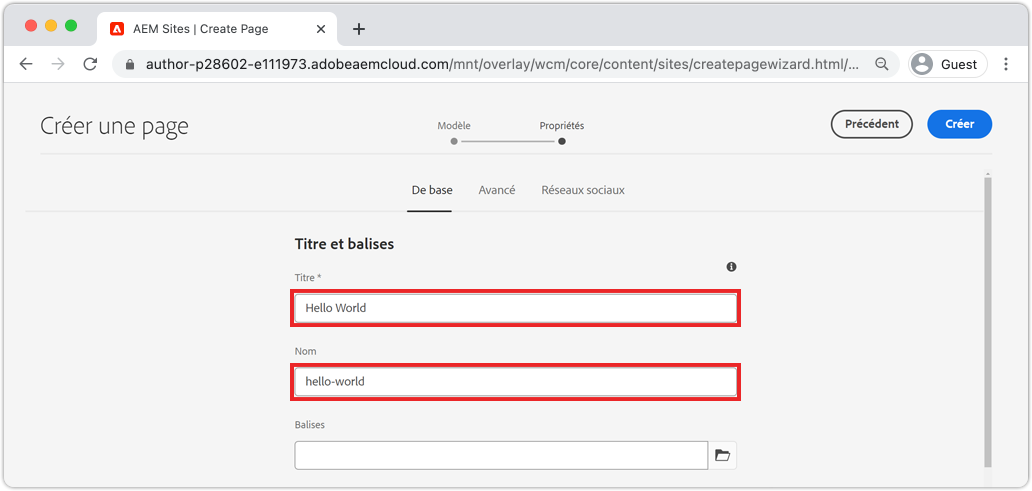 AEM Sites | Create Page
author-p28602-e111973.adobeaemcloud.com/mnt/overlay/wcm/core/content/sites/createpagewizard.html/...
Guest
Créer une page
Modèle
Propriétés
Précédent
Créer
De base
Avancé
Réseaux sociaux
Titre et balises
Titre *
Hello World
Nom
hello-world
Balises